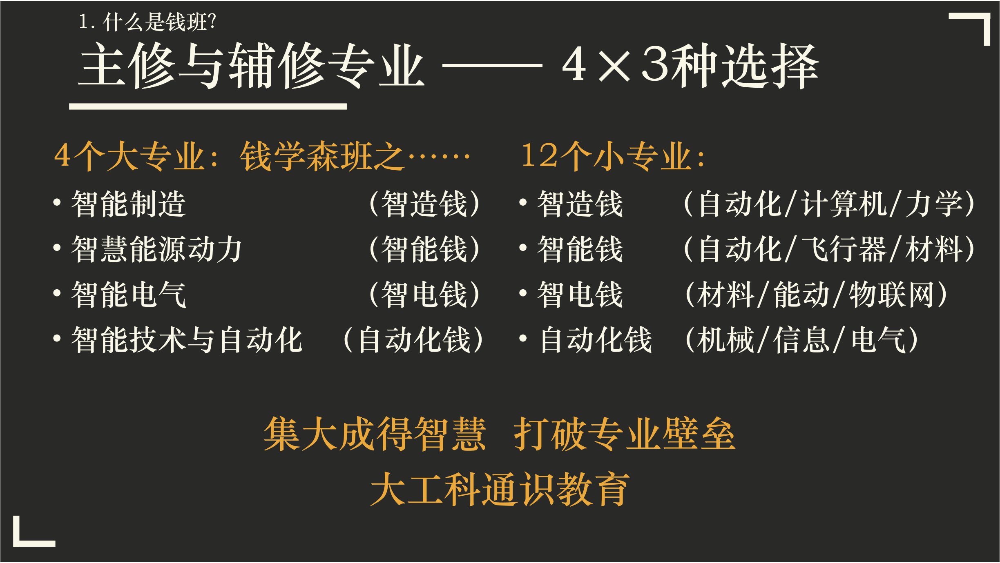 1. 什么是钱班?
主修与辅修专业——4×3种选择
4个大专业：钱学森班之……
• 智能制造 （智造钱）
• 智慧能源动力 （智能钱）
• 智能电气 （智电钱）
• 智能技术与自动化 （自动化钱）
12个小专业：
• 智造钱 （自动化/计算机/力学）
• 智能钱 （自动化/飞行器/材料）
• 智电钱 （材料/能动/物联网）
• 自动化钱 （机械/信息/电气）
集大成得智慧 打破专业壁垒
大工科通识教育